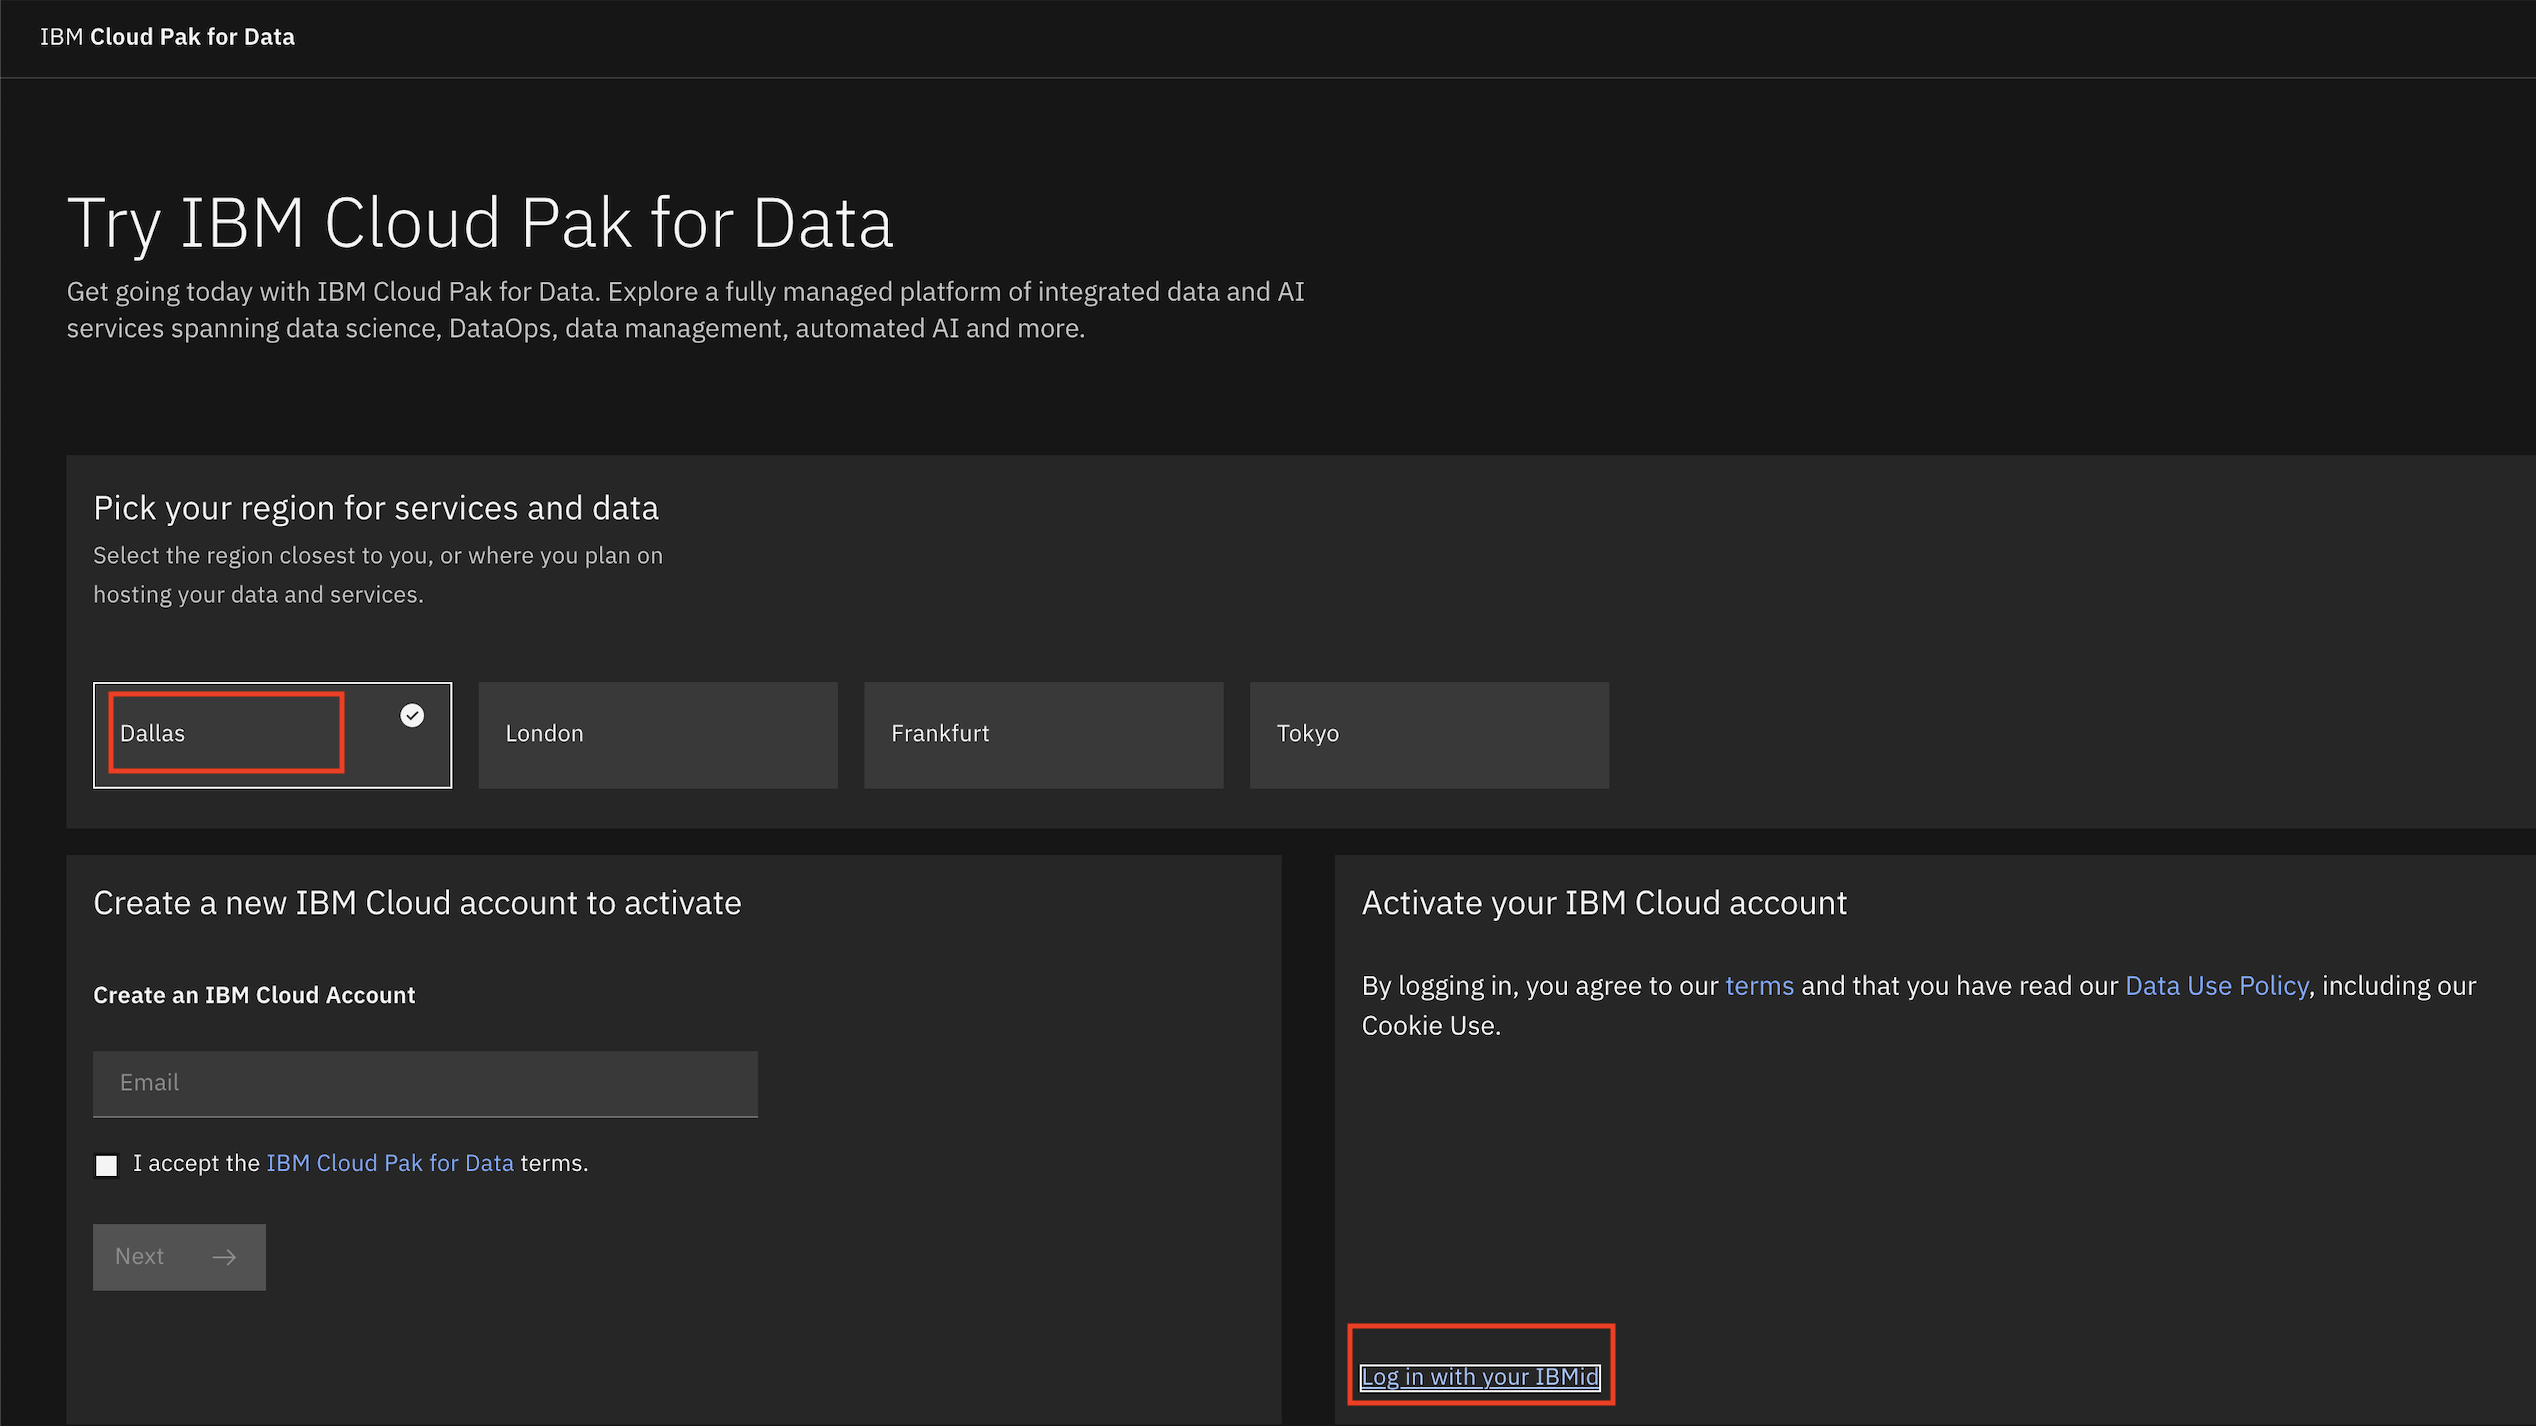 IBM Cloud Pak for Data
Try IBM Cloud Pak for Data
Get going today with IBM Cloud Pak for Data. Explore a fully managed platform of integrated data and AI
services spanning data science, DataOps, data management, automated AI and more.
Pick your region for services and data
Select the region closest to you, or where you plan on
hosting your data and services.
Dallas
London
Frankfurt
Tokyo
Create a new IBM Cloud account to activate
Create an IBM Cloud Account
Email
I accept the IBM Cloud Pak for Data terms.
Next
Activate your IBM Cloud account
By logging in, you agree to our terms and that you have read our Data Use Policy, including our
Cookie Use.
Log in with your IBMid